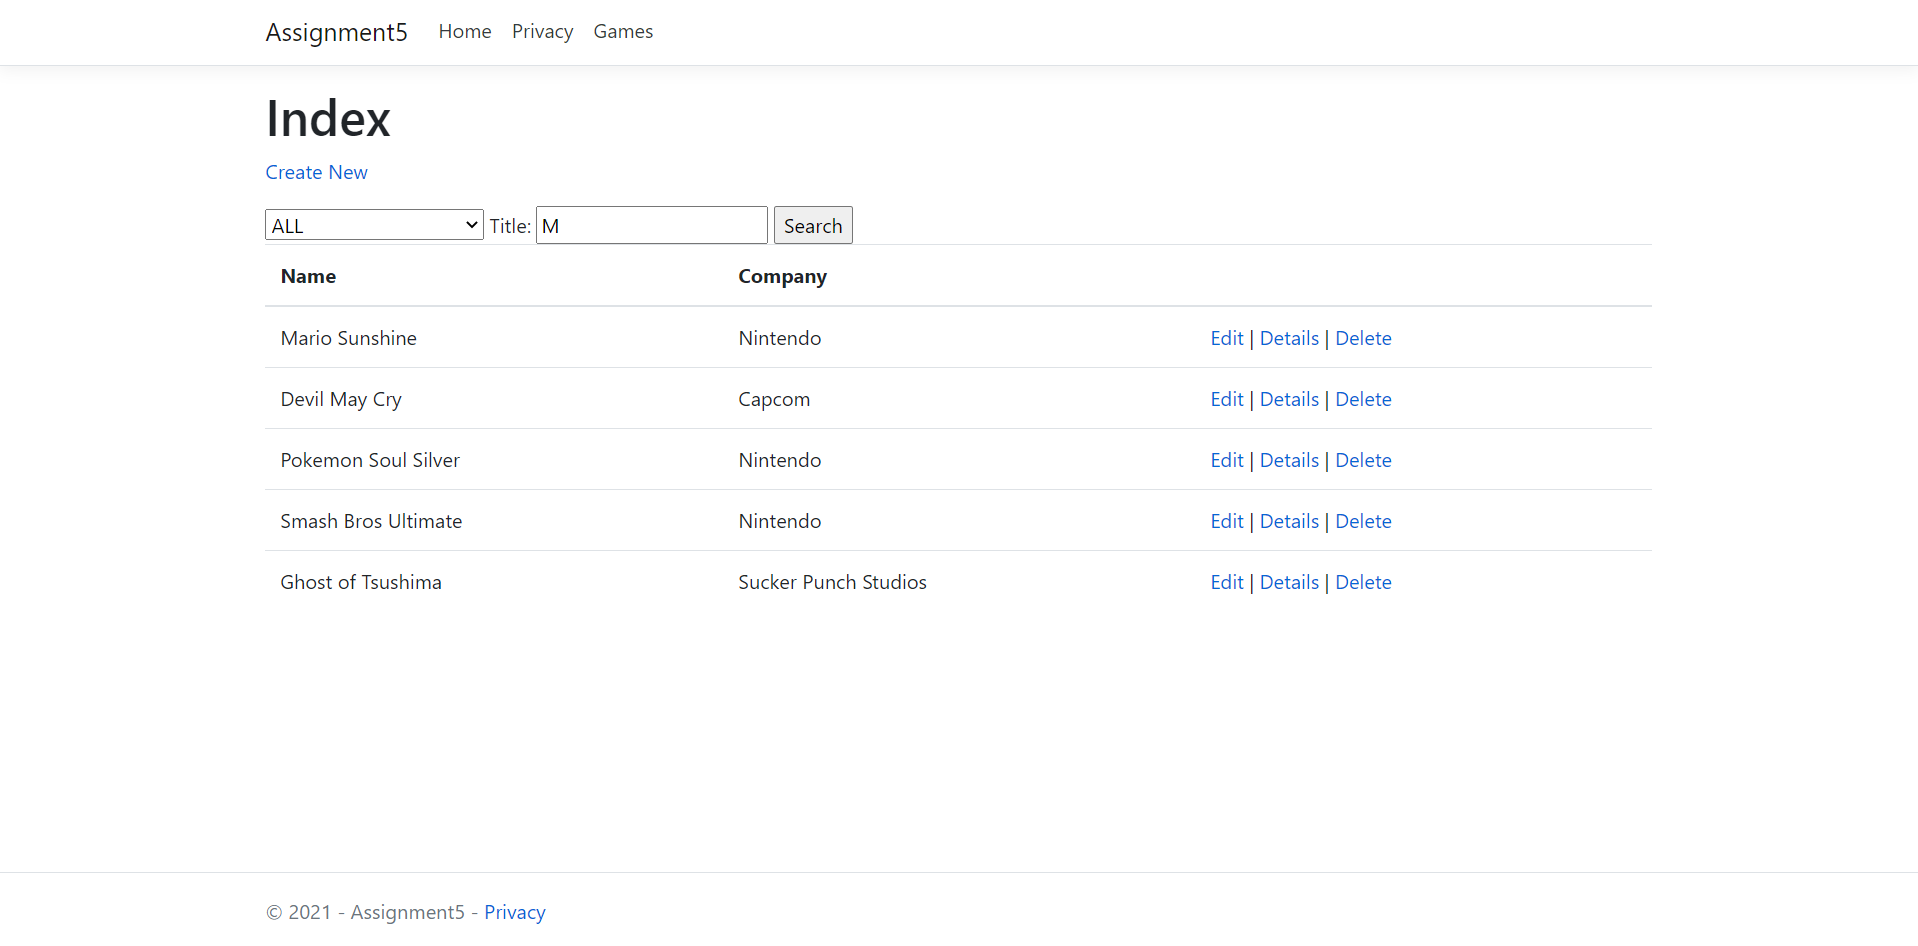 Assignment5 Home Privacy Games
Index
Create New
ALL Title: M Search
Name Company
Mario Sunshine Nintendo Edit | Details | Delete
Devil May Cry Capcom Edit | Details | Delete
Pokemon Soul Silver Nintendo Edit | Details | Delete
Smash Bros Ultimate Nintendo Edit | Details | Delete
Ghost of Tsushima Sucker Punch Studios Edit | Details | Delete
© 2021 - Assignment5 - Privacy